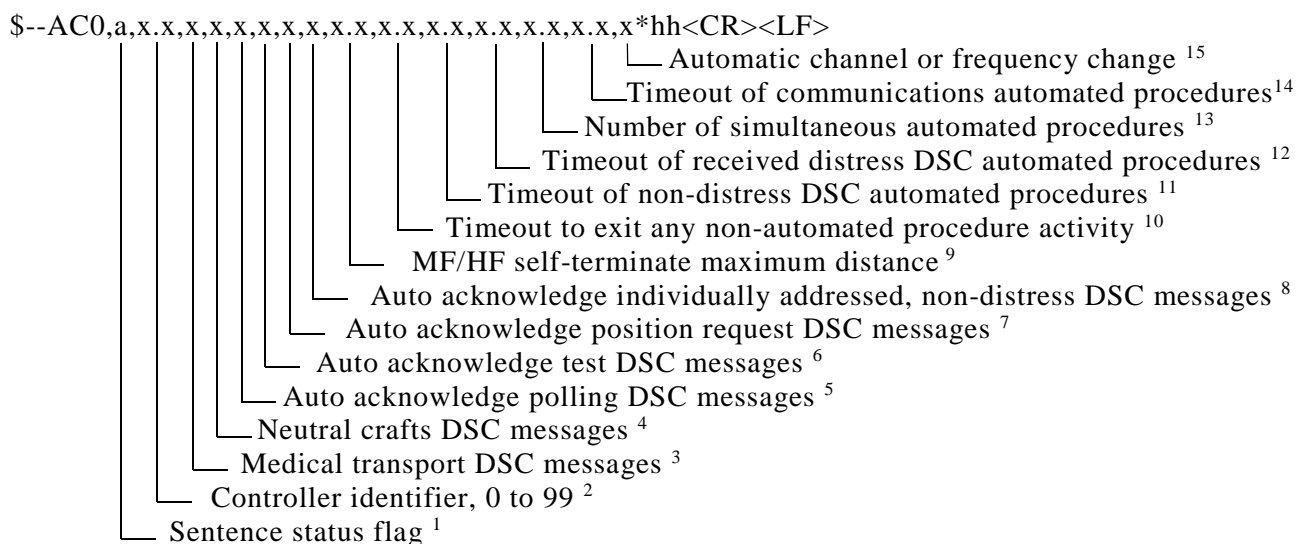 $--AC0,a,x.x,x,x,x,x,x,x,x.x,x.x,x.x,x.x,x.x,x.x,x*hh<CR><LF>
Automatic channel or frequency change 15
Timeout of communications automated procedures14
Number of simultaneous automated procedures 13
Timeout of received distress DSC automated procedures 12
Timeout of non-distress DSC automated procedures 11
Timeout to exit any non-automated procedure activity 10
MF/HF self-terminate maximum distance 9
Auto acknowledge individually addressed, non-distress DSC messages 8
Auto acknowledge position request DSC messages 7
Auto acknowledge test DSC messages 6
Auto acknowledge polling DSC messages 5
Neutral crafts DSC messages 4
Medical transport DSC messages 3
Controller identifier, 0 to 99 2
Sentence status flag 1